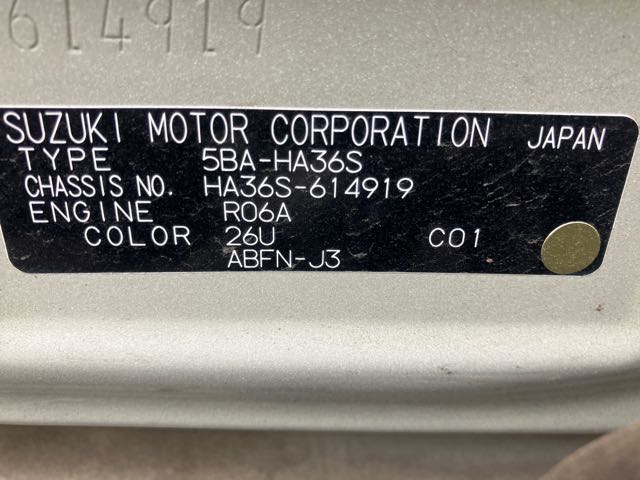 614919
SUZUKI MOTOR CORPORATION JAPAN
TYPE 5BA-HA36S
CHASSIS NO. HA36S-614919
ENGINE R06A
COLOR 26U C01
ABFN-J3